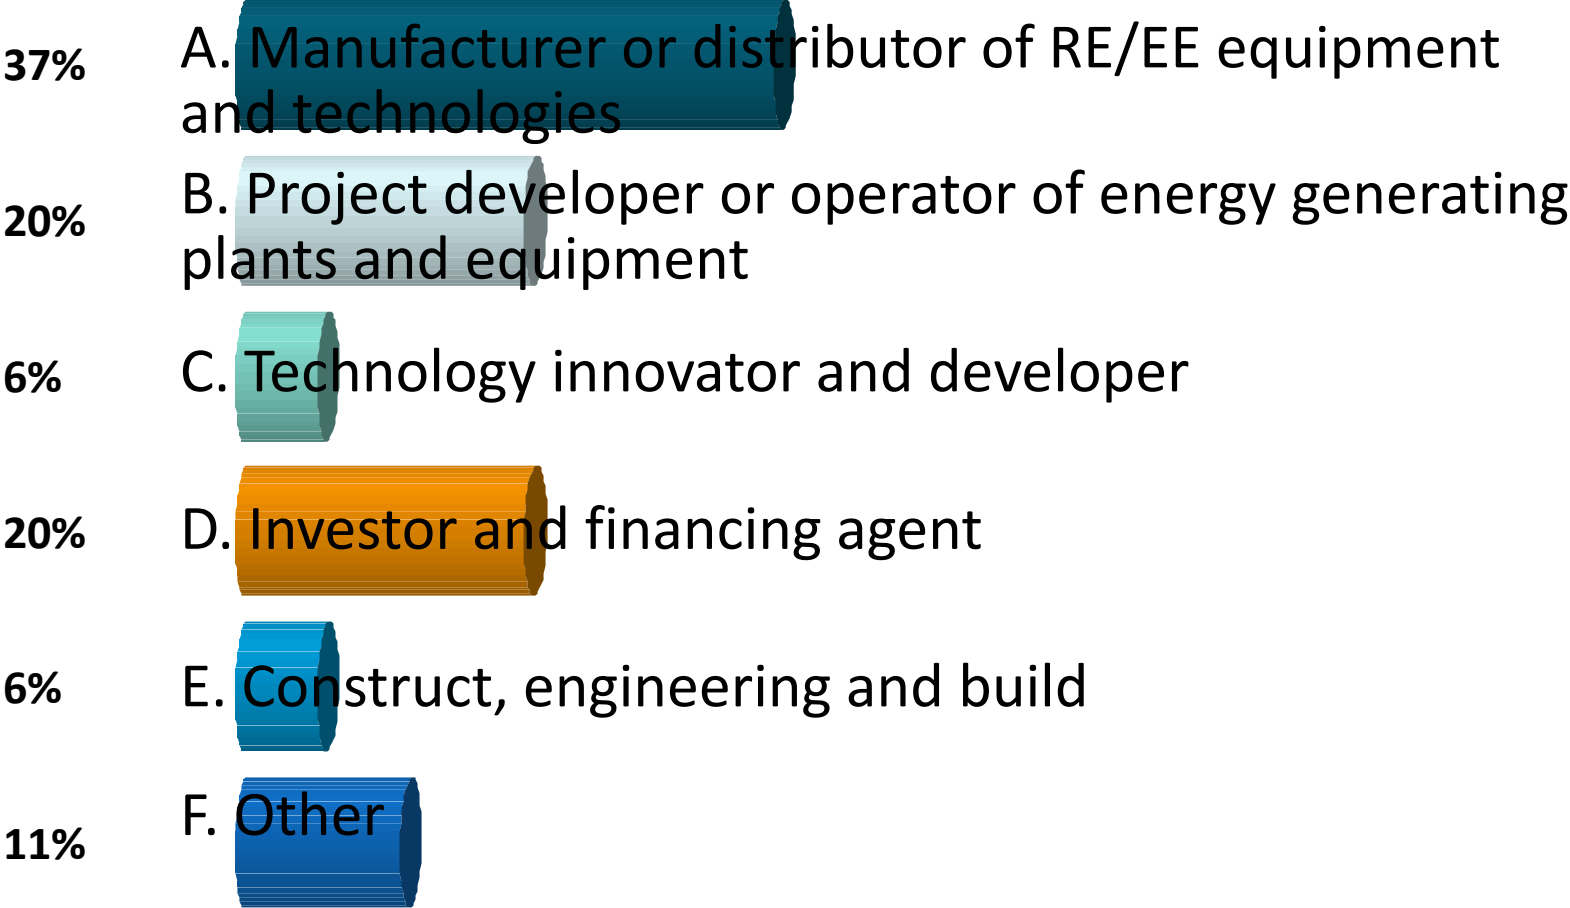 37%
A. Manufacturer or distributor of RE/EE equipment
and technologies
20%
B. Project developer or operator of energy generating
plants and equipment
6%
C. Technology innovator and developer
20%
D. Investor and financing agent
6%
E. Construct, engineering and build
11%
F. Other